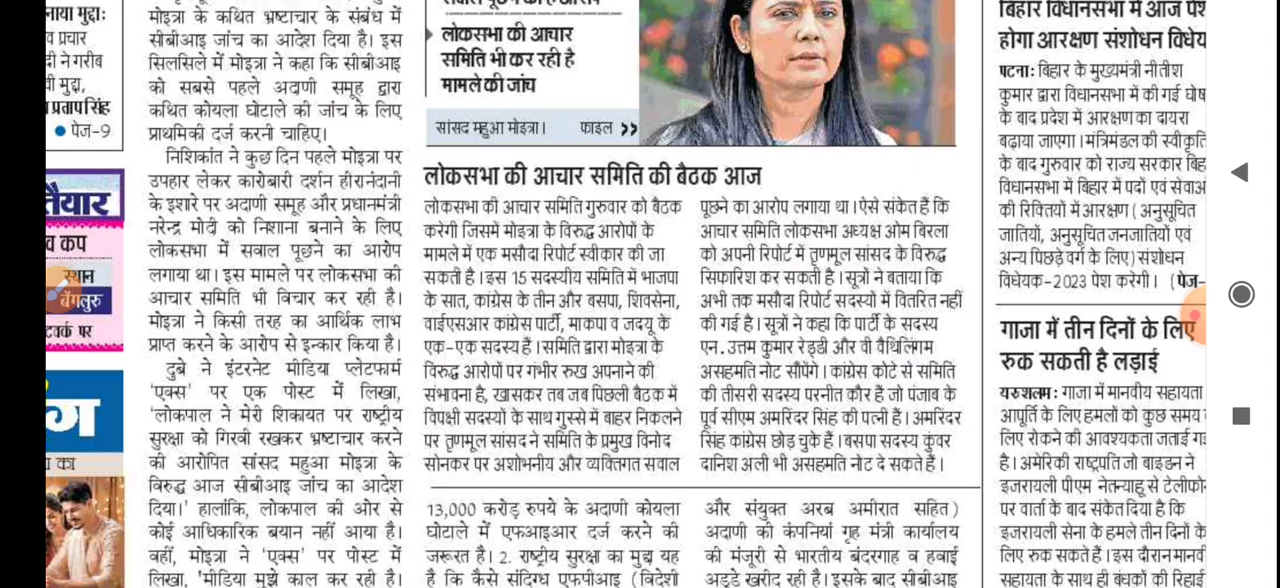 नाया मुद्दा:
व प्रचार
दी ने गरीब
मुद्दा,
प्रताप सिंह
● पेज-9
तैयार
व कप
स्थान
बेंगलुरु
टवर्क पर
ग
का
मोइत्रा के कथित भ्रष्टाचार के संबंध में
सीबीआइ जांच का आदेश दिया है। इस
सिलसिले में मोइत्रा ने कहा कि सीबीआइ
को सबसे पहले अदाणी समूह द्वारा
कथित कोयला घोटाले की जांच के लिए
प्राथमिकी दर्ज करनी चाहिए।
निशिकांत ने कुछ दिन पहले मोइत्रा पर
उपहार लेकर कारोबारी दर्शन हीरानंदानी
के इशारे पर अदाणी समूह और प्रधानमंत्री
नरेन्द्र मोदी को निशाना बनाने के लिए
लोकसभा में सवाल पूछने का आरोप
लगाया था। इस मामले पर लोकसभा की
आचार समिति भी विचार कर रही है।
मोइत्रा ने किसी तरह का आर्थिक लाभ
प्राप्त करने के आरोप से इन्कार किया है।
दुबे ने इंटरनेट मीडिया प्लेटफार्म
'एक्स' पर एक पोस्ट में लिखा,
'लोकपाल ने मेरी शिकायत पर राष्ट्रीय
सुरक्षा को गिरवी रखकर भ्रष्टाचार करने
की आरोपित सांसद महुआ मोइत्रा के
विरुद्ध आज सीबीआइ जांच का आदेश
दिया।' हालांकि, लोकपाल की ओर से
कोई आधिकारिक बयान नहीं आया है।
वहीं, मोइत्रा ने 'एक्स' पर पोस्ट में
लिखा, 'मीडिया मुझे काल कर रही है।
लोकसभा की आचार
समिति भी कर रही है
मामले की जांच
सांसद महुआ मोइत्रा। फाइल >>
लोकसभा की आचार समिति की बैठक आज
लोकसभा की आचार समिति गुरुवार को बैठक
करेगी जिसमें मोइत्रा के विरुद्ध आरोपों के
मामले में एक मसौदा रिपोर्ट स्वीकार की जा
सकती है। इस 15 सदस्यीय समिति में भाजपा
के सात, कांग्रेस के तीन और बसपा, शिवसेना,
वाईएसआर कांग्रेस पार्टी, माकपा व जदयू के
एक-एक सदस्य हैं। समिति द्वारा मोइत्रा के
विरुद्ध आरोपों पर गंभीर रुख अपनाने की
संभावना है, खासकर तब जब पिछली बैठक में
विपक्षी सदस्यों के साथ गुस्से में बाहर निकलने
पर तृणमूल सांसद ने समिति के प्रमुख विनोद
सोनकर पर अशोभनीय और व्यक्तिगत सवाल
पूछने का आरोप लगाया था। ऐसे संकेत हैं कि
आचार समिति लोकसभा अध्यक्ष ओम बिरला
को अपनी रिपोर्ट में तृणमूल सांसद के विरुद्ध
सिफारिश कर सकती है। सूत्रों ने बताया कि
अभी तक मसौदा रिपोर्ट सदस्यों में वितरित नहीं
की गई है। सूत्रों ने कहा कि पार्टी के सदस्य
एन. उत्तम कुमार रेड्डी और वी वैथिलिंगम
असहमति नोट सौंपेंगे। कांग्रेस कोटे से समिति
की तीसरी सदस्य परनीत कौर हैं जो पंजाब के
पूर्व सीएम अमरिंदर सिंह की पत्नी हैं। अमरिंदर
सिंह कांग्रेस छोड़ चुके हैं। बसपा सदस्य कुंवर
दानिश अली भी असहमति नोट दे सकते हैं।
13,000 करोड़ रुपये के अदाणी कोयला
घोटाले में एफआइआर दर्ज करने की
जरूरत है। 2. राष्ट्रीय सुरक्षा का मुद्दा यह
है कि कैसे संदिग्ध एफपीआइ (विदेशी
और संयुक्त अरब अमीरात सहित)
अदाणी की कंपनियां गृह मंत्री कार्यालय
की मंजूरी से भारतीय बंदरगाह व हवाई
अड्डे खरीद रही है। इसके बाद सीबीआइ
बिहार विधानसभा में आज पेश
होगा आरक्षण संशोधन विधेय
पटना: बिहार के मुख्यमंत्री नीतीश
कुमार द्वारा विधानसभा में की गई घोष
के बाद प्रदेश में आरक्षण का दायरा
बढ़ाया जाएगा। मंत्रिमंडल की स्वीकृति
के बाद गुरुवार को राज्य सरकार बिह
विधानसभा में बिहार में पदों एवं सेवाओं
की रिक्तियों में आरक्षण (अनुसूचित
जातियों, अनुसूचित जनजातियों एवं
अन्य पिछड़े वर्ग के लिए) संशोधन
विधेयक-2023 पेश करेगी। (पेज-
गाजा में तीन दिनों के लिए
रुक सकती है लड़ाई
यरुशलम: गाजा में मानवीय सहायता
आपूर्ति के लिए हमलों को कुछ समय
लिए रोकने की आवश्यकता जताई गई
है। अमेरिकी राष्ट्रपति जो बाइडन ने
इजरायली पीएम नेतन्याहू से टेलीफोन
पर वार्ता के बाद संकेत दिया है कि
इजरायली सेना के हमले तीन दिनों के
लिए रुक सकते हैं। इस दौरान मानवी
सहायता के साथ ही बंधकों की रिहाई